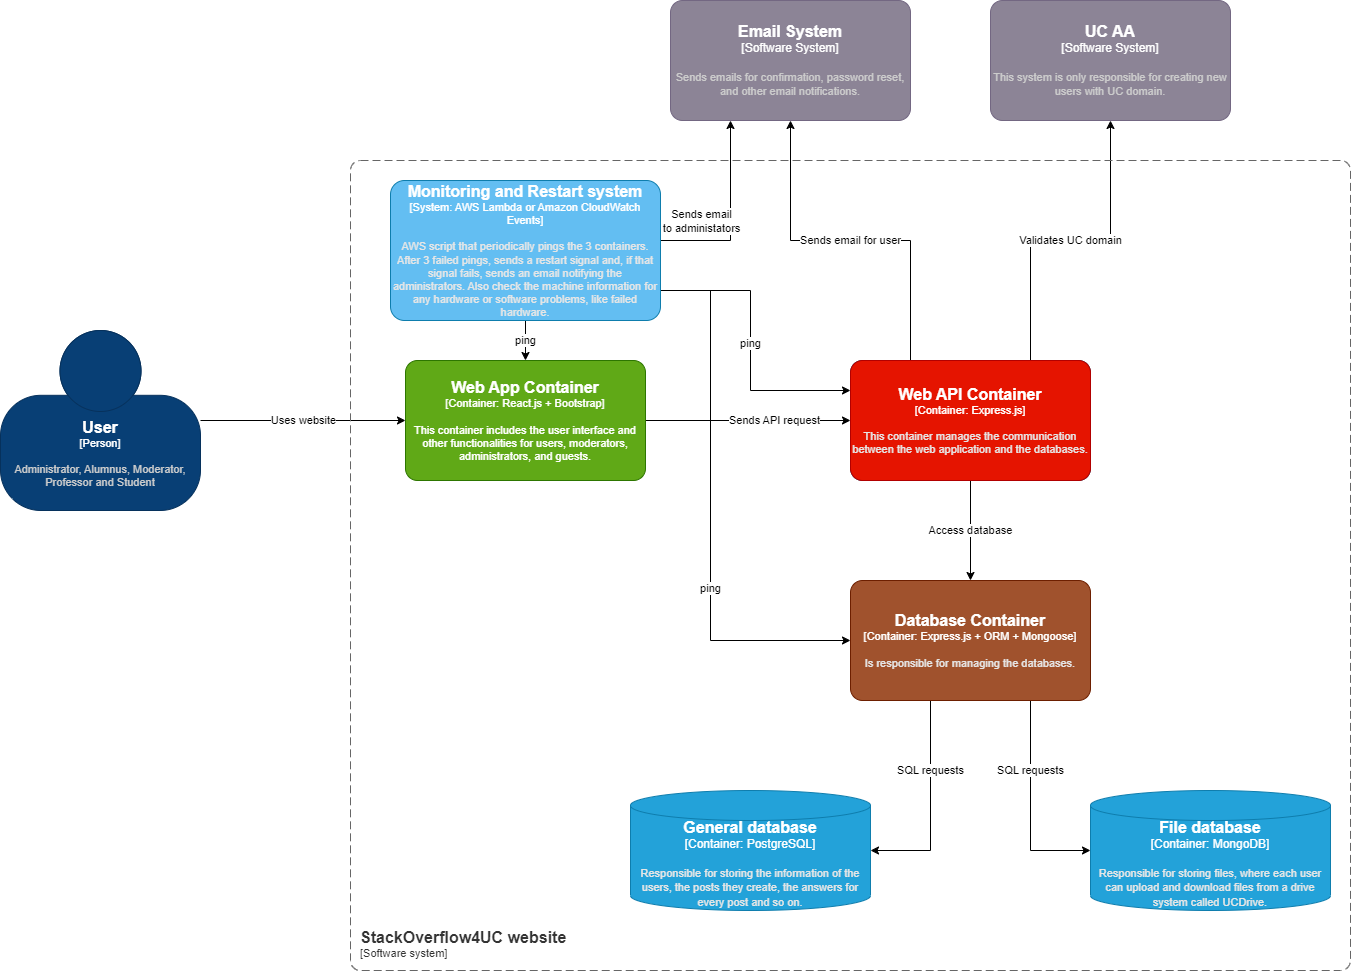 Email System
[Software System]
Sends emails for confirmation, password reset,
and other email notifications.
UC AA
[Software System]
This system is only responsible for creating new
users with UC domain.
Monitoring and Restart system
[System: AWS Lambda or Amazon CloudWatch
Events]
AWS script that periodically pings the 3 containers.
After 3 failed pings, sends a restart signal and, if that
signal fails, sends an email notifying the
administrators. Also check the machine information for
any hardware or software problems, like failed
hardware.
Sends email
to administators
Sends email for user
Validates UC domain
ping
ping
User
[Person]
Administrator, Alumnus, Moderator,
Professor and Student
Uses website
Web App Container
[Container: React.js + Bootstrap]
This container includes the user interface and
other functionalities for users, moderators,
administrators, and guests.
Sends API request
Web API Container
[Container: Express.js]
This container manages the communication
between the web application and the databases.
Access database
ping
Database Container
[Container: Express.js + ORM + Mongoose]
Is responsible for managing the databases.
SQL requests
SQL requests
General database
[Container: PostgreSQL]
Responsible for storing the information of the
users, the posts they create, the answers for
every post and so on.
File database
[Container: MongoDB]
Responsible for storing files, where each user
can upload and download files from a drive
system called UCDrive.
StackOverflow4UC website
[Software system]